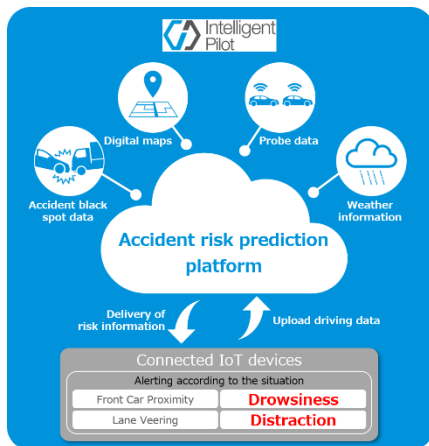 Intelligent
Pilot
Digital maps
Probe data
Accident black
spot data
Weather
information
Accident risk prediction
platform
Delivery of
risk information
Upload driving data
Connected IoT devices
Alerting according to the situation
Front Car Proximity
Drowsiness
Lane Veering
Distraction